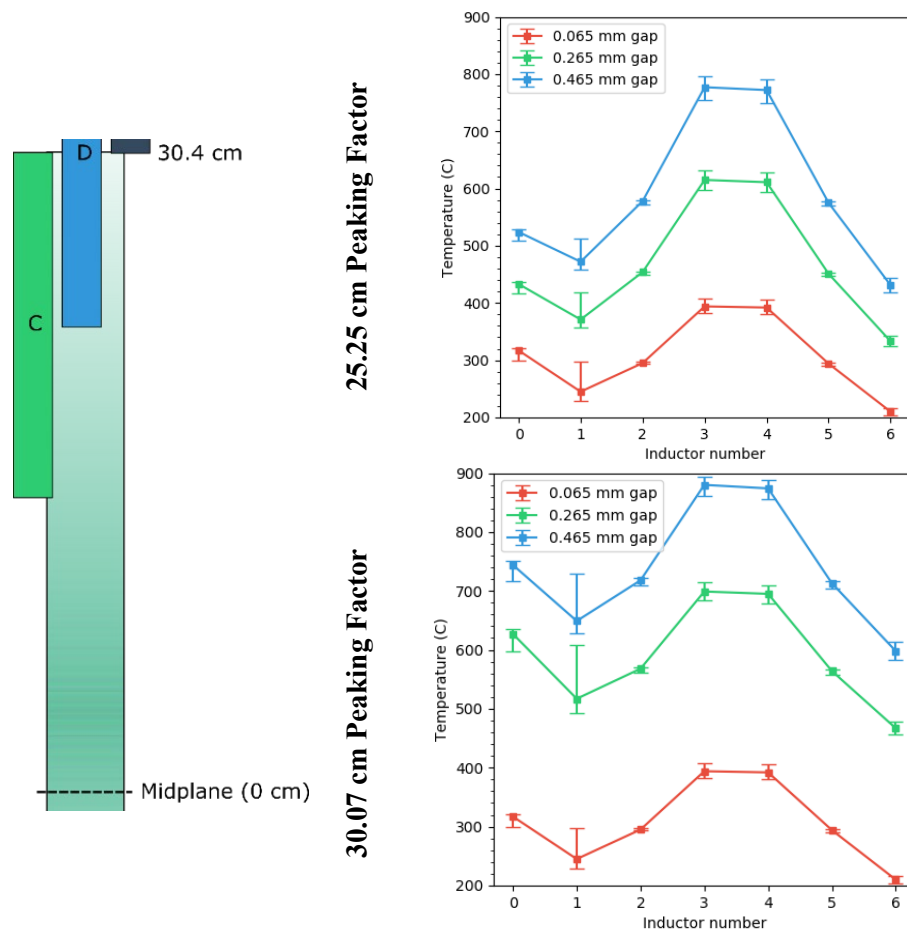 D
30.4 cm
C
Midplane (0 cm)
25.25 cm Peaking Factor
900
800
700
600
500
400
300
200
Temperature (C)
0.065 mm gap
0.265 mm gap
0.465 mm gap
0 1 2 3 4 5 6
Inductor number
30.07 cm Peaking Factor
900
800
700
600
500
400
300
200
Temperature (C)
0.065 mm gap
0.265 mm gap
0.465 mm gap
0 1 2 3 4 5 6
Inductor number